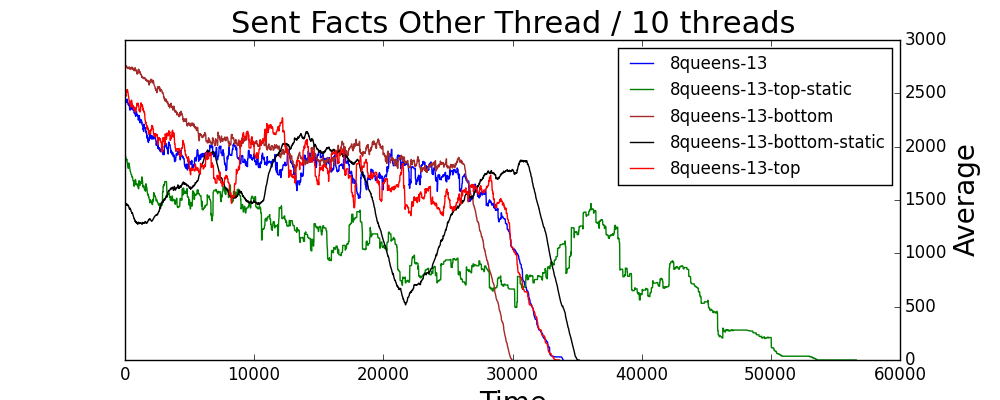 Sent Facts Other Thread / 10 threads
8queens-13
8queens-13-top-static
8queens-13-bottom
8queens-13-bottom-static
8queens-13-top
3000
2500
2000
1500
1000
500
0
Average
0 10000 20000 30000 40000 50000 60000
Time